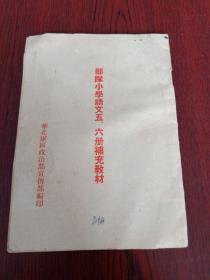 部隊小學語文五、六册補充敎材
華北軍區政治部宣傳部編印